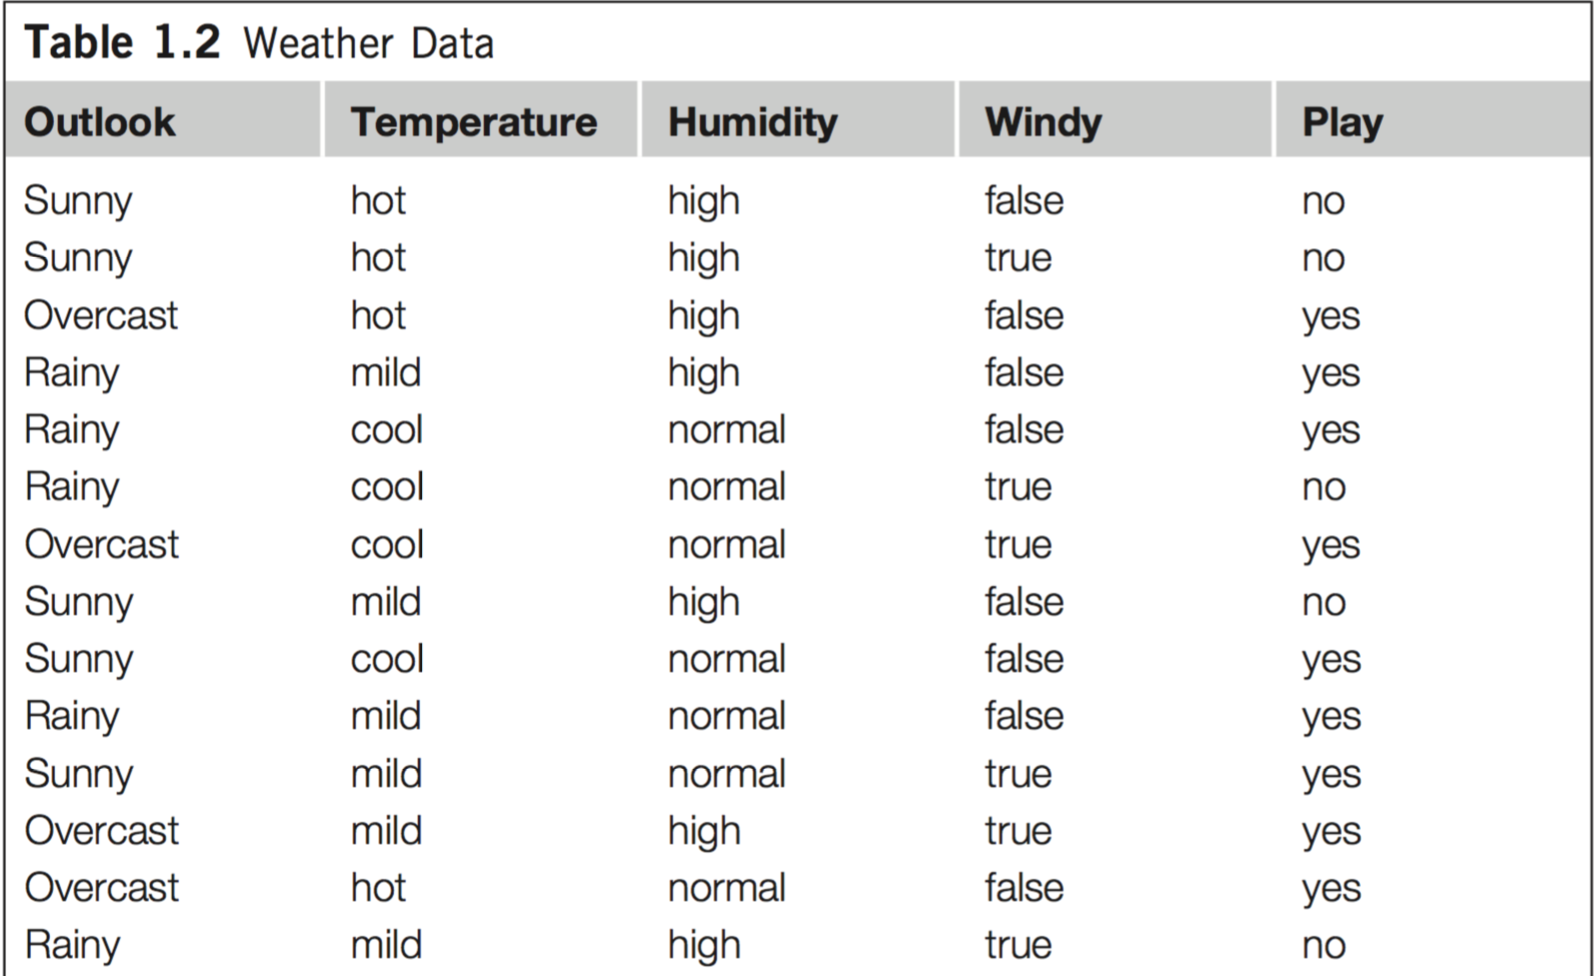 Table 1.2 Weather Data
Outlook Temperature Humidity Windy Play
Sunny hot high false no
Sunny hot high true no
Overcast hot high false yes
Rainy mild high false yes
Rainy cool normal false yes
Rainy cool normal true no
Overcast cool normal true yes
Sunny mild high false no
Sunny cool normal false yes
Rainy mild normal false yes
Sunny mild normal true yes
Overcast mild high true yes
Overcast hot normal false yes
Rainy mild high true no